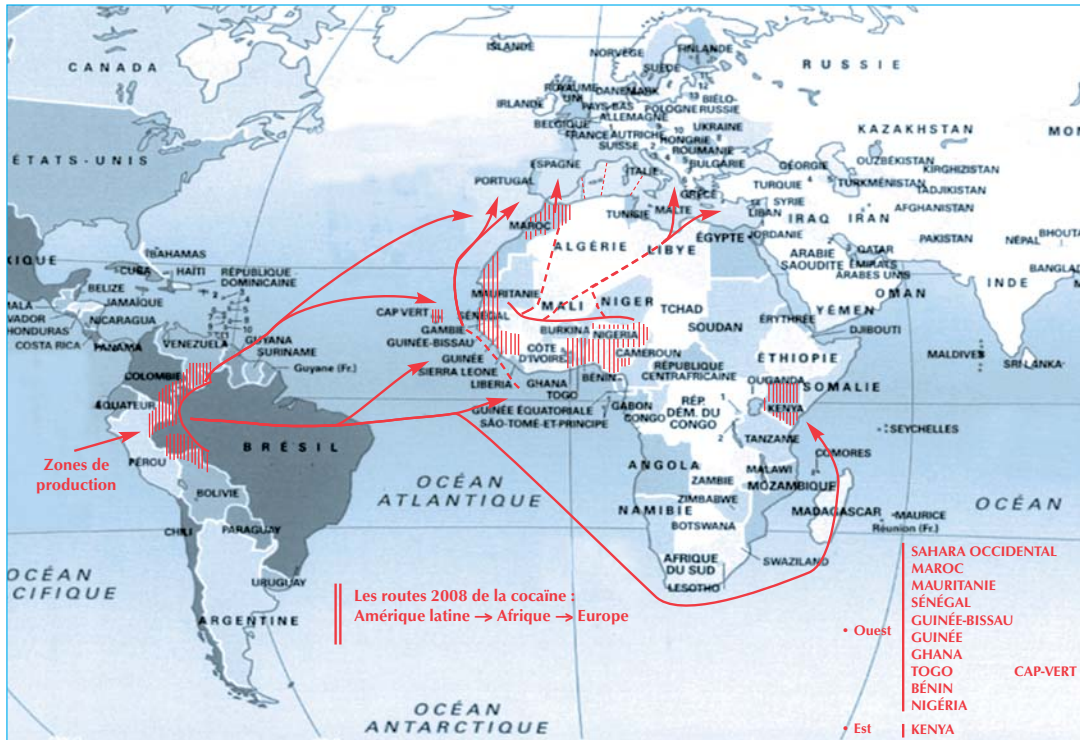 ISLANDE
NORVÈGE
FINLANDE
SUÈDE
RUSSIE
CANADA
ROYAUME
UNI
DANEMARK
IRLANDE
PAYS-BAS
POLOGNE
BIÉLO-
RUSSIE
ALLEMAGNE
BELGIQUE
UKRAINE
KAZAKHSTAN
FRANCE
AUTRICHE
HONGRIE
SUISSE
ROUMANIE
ÉTATS-UNIS
ESPAGNE
ITALIE
BULGARIE
GÉORGIE
OUZBÉKISTAN
KIRGHIZISTAN
PORTUGAL
GRÈCE
TURQUIE
TURKMÉNISTAN
TADJIKISTAN
TUNISIE
MALTE
SYRIE
LIBAN
IRAQ
IRAN
AFGHANISTAN
MAROC
JORDANIE
ALGÉRIE
LIBYE
ÉGYPTE
ARABIE
SAOUDITE
QATAR
ÉMIRATS
ARABES UNIS
PAKISTAN
NÉPAL
BHOUTA
BANGLAD
BAHAMAS
CUBA
HAÏTI
RÉPUBLIQUE
DOMINICAINE
XIQUE
BELIZE
JAMAÏQUE
MALA
VADOR
HONDURAS
NICARAGUA
COSTA RICA
PANAMA
VENEZUELA
GUYANA
SURINAME
Guyane (Fr.)
COLOMBIE
ÉQUATEUR
MAURITANIE
MALI
NIGER
TCHAD
SOUDAN
OMAN
YÉMEN
INDE
CAP VERT
SÉNÉGAL
GAMBIE
GUINÉE-BISSAU
BURKINA
NIGERIA
ÉRYTHRÉE
DJIBOUTI
GUINÉE
SIERRA LEONE
LIBERIA
CÔTE
D'IVOIRE
GHANA
TOGO
BÉNIN
CAMEROUN
RÉPUBLIQUE
CENTRAFRICAINE
ÉTHIOPIE
MALDIVES
SRI-LANKA
OUGANDA
SOMALIE
GUINÉE ÉQUATORIALE
SÃO-TOMÉ-ET-PRINCIPE
GABON
CONGO
RÉP.
DÉM. DU
CONGO
KENYA
TANZANIE
SEYCHELLES
COMORES
Zones de
production
PÉROU
BRÉSIL
BOLIVIE
OCÉAN
ATLANTIQUE
ANGOLA
ZAMBIE
MALAWI
MOZAMBIQUE
ZIMBABWE
NAMIBIE
BOTSWANA
MADAGASCAR
MAURICE
Réunion (Fr.)
OCÉAN
CHILI
PARAGUAY
AFRIQUE
DU SUD
SWAZILAND
LESOTHO
OCÉAN
CIFIQUE
URUGUAY
ARGENTINE
Les routes 2008 de la cocaïne :
Amérique latine → Afrique → Europe
SAHARA OCCIDENTAL
MAROC
MAURITANIE
SÉNÉGAL
GUINÉE-BISSAU
• Ouest
GUINÉE
GHANA
TOGO CAP-VERT
BÉNIN
NIGÉRIA
• Est KENYA
OCÉAN
ANTARCTIQUE